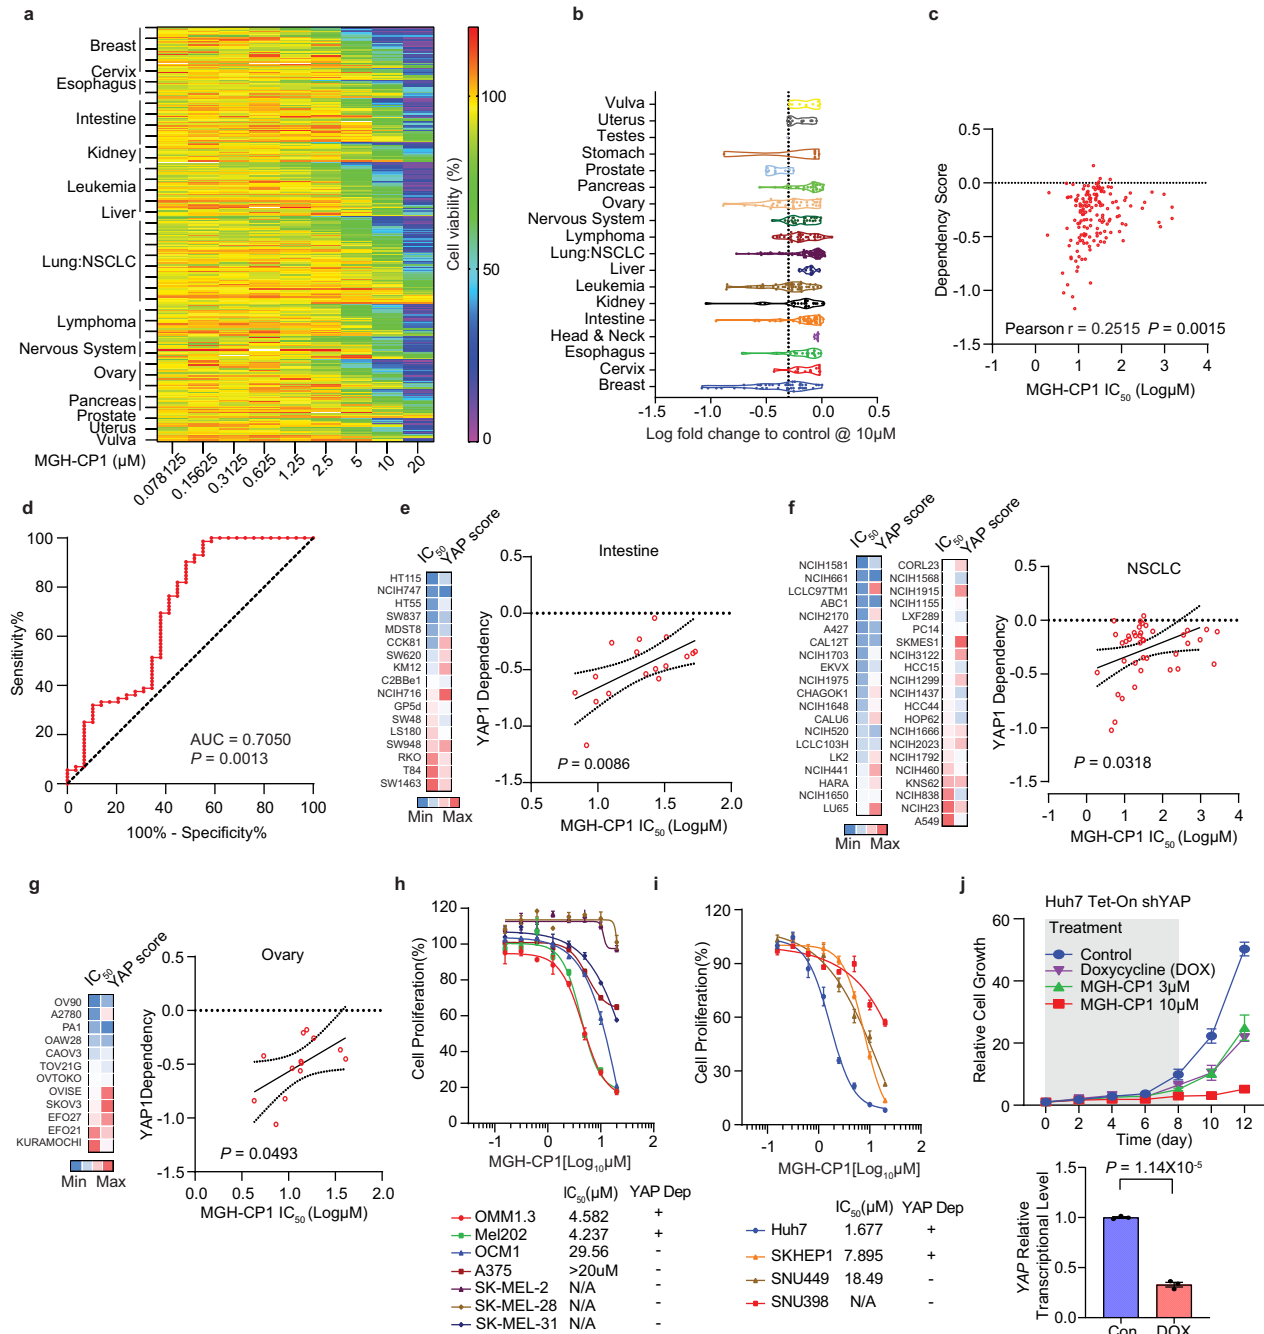 a
Breast
Cervix
Esophagus
Intestine
Kidney
Leukemia
Liver
Lung:NSCLC
Lymphoma
Nervous System
Ovary
Pancreas
Prostate
Uterus
Vulva
MGH-CP1 (µM)
0.078125
0.15625
0.3125
0.625
1.25
2.5
5
10
20
100
50
0
Cell viability (%)
b
Vulva
Uterus
Testes
Stomach
Prostate
Pancreas
Ovary
Nervous System
Lymphoma
Lung:NSCLC
Liver
Leukemia
Kidney
Intestine
Head & Neck
Esophagus
Cervix
Breast
-1.5 -1.0 -0.5 0.0 0.5
Log fold change to control @ 10µM
c
0.5
0.0
-0.5
-1.0
-1.5
Dependency Score
Pearson r = 0.2515 P = 0.0015
-1 0 1 2 3 4
MGH-CP1 IC50 (LogµM)
d
100
80
60
40
20
0
Sensitivity%
AUC = 0.7050
P = 0.0013
0 20 40 60 80 100
100% - Specificity%
e
IC50
YAP score
HT115
NCIH747
HT55
SW837
MDST8
CCK81
SW620
KM12
C2BBe1
NCIH716
GP5d
SW48
LS180
SW948
RKO
T84
SW1463
Min Max
Intestine
0.5
0.0
-0.5
-1.0
-1.5
YAP1 Dependency
P = 0.0086
0.5 1.0 1.5 2.0
MGH-CP1 IC50 (LogµM)
f
IC50
YAP score
NCIH1581
NCIH661
LCLC97TM1
ABC1
NCIH2170
A427
CAL12T
NCIH1703
EKVX
NCIH1975
CHAGOK1
NCIH1648
CALU6
NCIH520
LCLC103H
LK2
NCIH441
HARA
NCIH1650
LU65
Min Max
IC50
YAP score
CORL23
NCIH1568
NCIH1915
NCIH1155
LXF289
PC14
SKMES1
NCIH3122
HCC15
NCIH1299
NCIH1437
HCC44
HOP62
NCIH1666
NCIH2023
NCIH1792
NCIH460
KNS62
NCIH838
NCIH23
A549
NSCLC
0.5
0.0
-0.5
-1.0
-1.5
YAP1 Dependency
P = 0.0318
-1 0 1 2 3 4
MGH-CP1 IC50 (LogµM)
g
IC50
YAP score
OV90
A2780
PA1
OAW28
CAOV3
TOV21G
OVTOKO
OVISE
SKOV3
EFO27
EFO21
KURAMOCHI
Min Max
Ovary
0.5
0.0
-0.5
-1.0
-1.5
YAP1Dependency
P = 0.0493
0.0 0.5 1.0 1.5 2.0
MGH-CP1 IC50 (LogµM)
h
120
100
80
60
40
20
0
Cell Proliferation(%)
-1 0 1 2
MGH-CP1[Log10µM]
IC50(µM) YAP Dep
OMM1.3 4.582 +
Mel202 4.237 +
OCM1 29.56 -
A375 >20uM -
SK-MEL-2 N/A -
SK-MEL-28 N/A -
SK-MEL-31 N/A -
i
120
90
60
30
0
Cell Proliferation(%)
-1 0 1 2
MGH-CP1[Log10µM]
IC50(µM) YAP Dep
Huh7 1.677 +
SKHEP1 7.895 +
SNU449 18.49 -
SNU398 N/A -
j
Huh7 Tet-On shYAP
60
40
20
0
Relative Cell Growth
Treatment
Control
Doxycycline (DOX)
MGH-CP1 3µM
MGH-CP1 10µM
0 2 4 6 8 10 12
Time (day)
P = 1.14X10-5
1.5
1.0
0.5
0.0
YAP Relative
Transcriptional Level
Con DOX